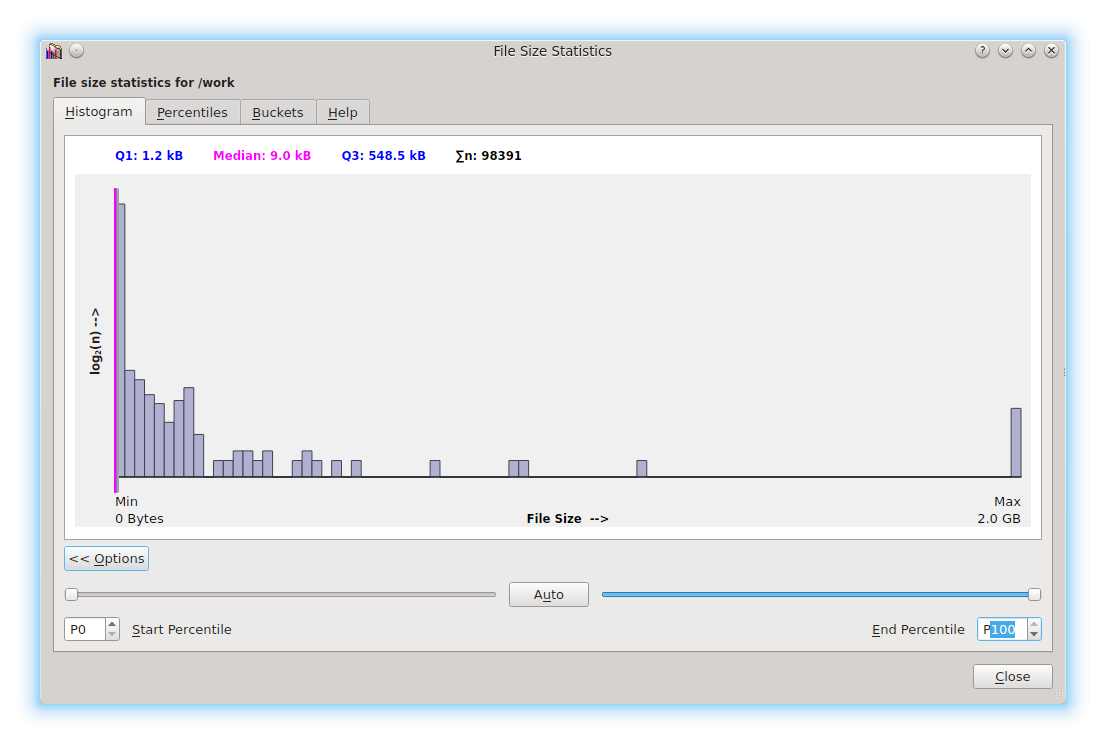 File Size Statistics
File size statistics for /work
Histogram Percentiles Buckets Help
Q1: 1.2 kB Median: 9.0 kB Q3: 548.5 kB ∑n: 98391
log₂(n) -->
Min Max
0 Bytes File Size --> 2.0 GB
<< Options
Auto
P0 Start Percentile End Percentile P100
Close